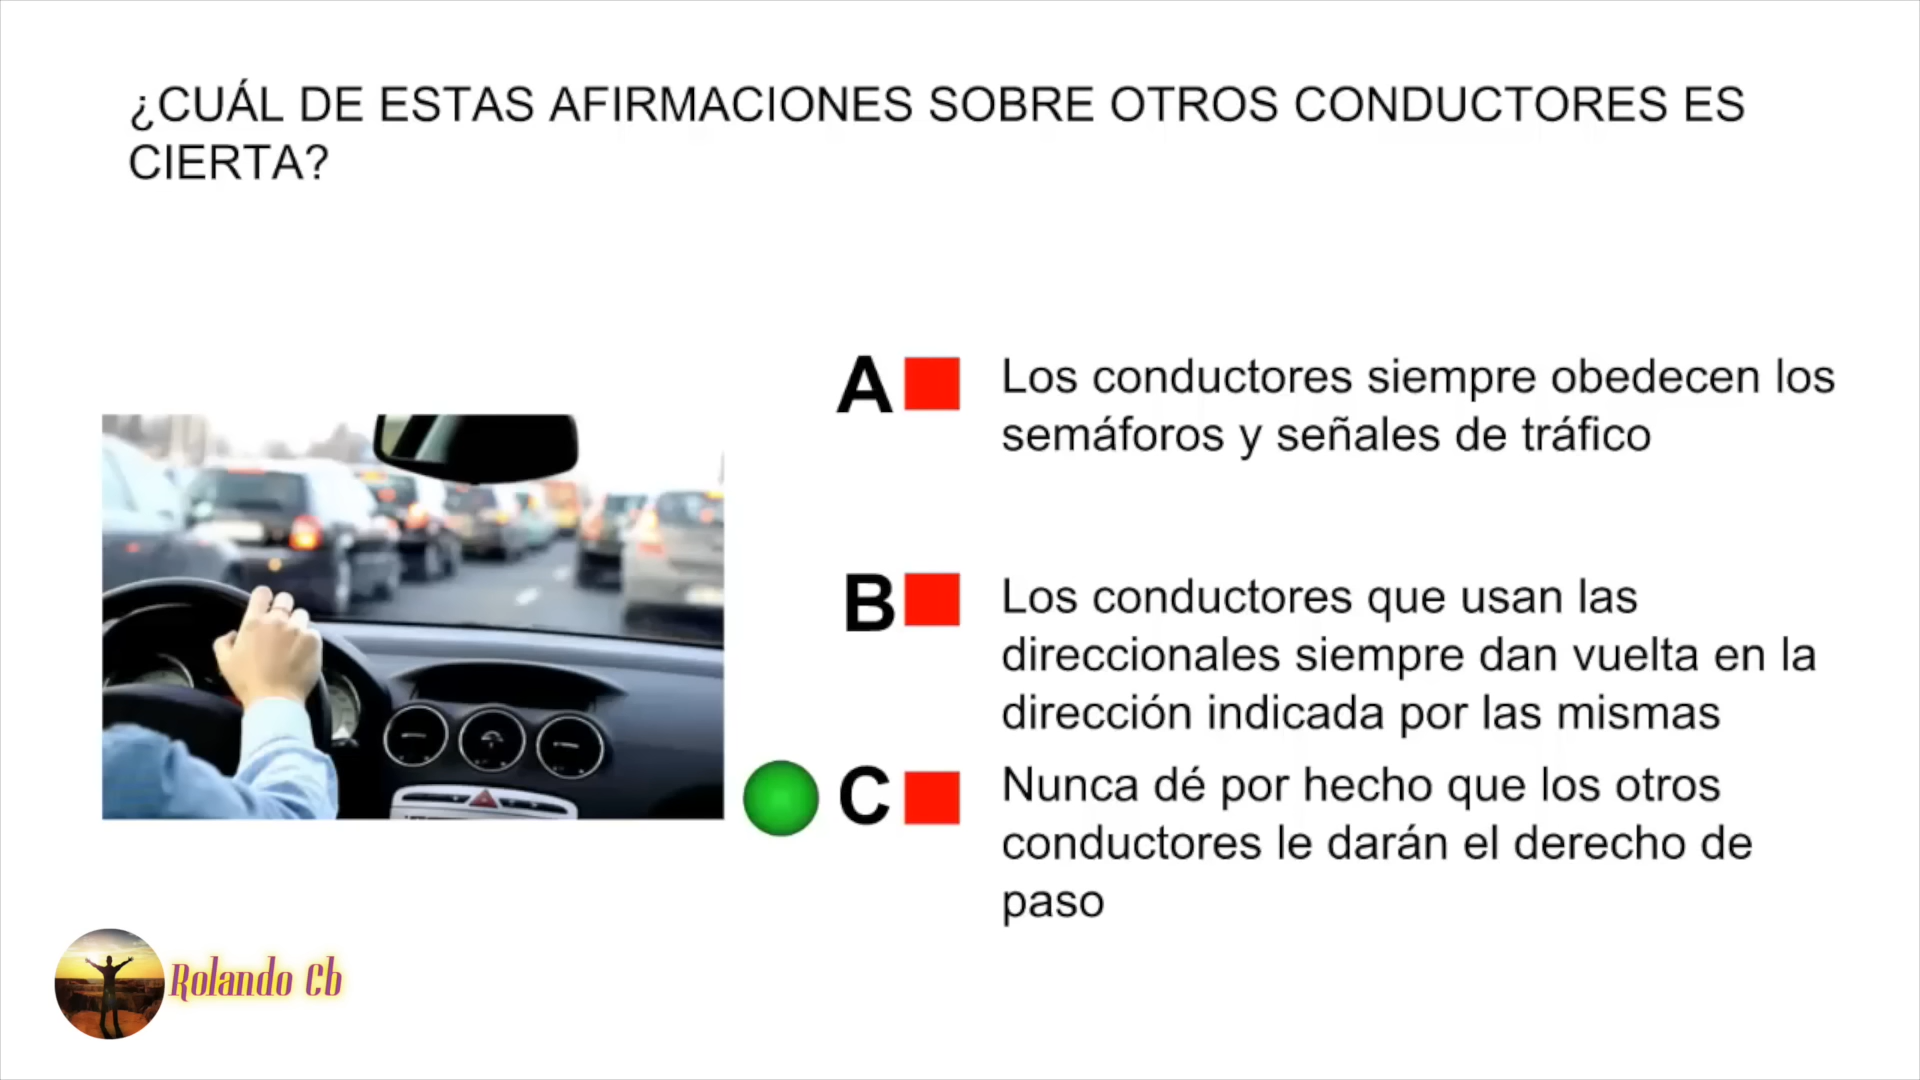 ¿CUÁL DE ESTAS AFIRMACIONES SOBRE OTROS CONDUCTORES ES
CIERTA?
A Los conductores siempre obedecen los
semáforos y señales de tráfico
B Los conductores que usan las
direccionales siempre dan vuelta en la
dirección indicada por las mismas
C Nunca dé por hecho que los otros
conductores le darán el derecho de
paso
Rolando Cb